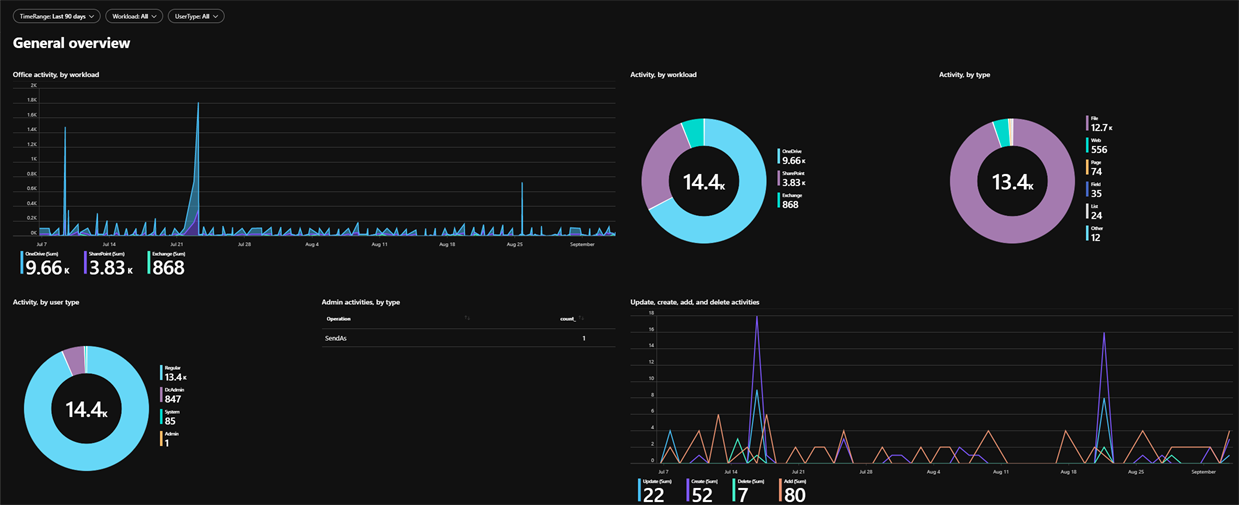 TimeRange: Last 90 days
Workload: All
UserType: All
General overview
Office activity, by workload
2K
1.8K
1.6K
1.4K
1.2K
1K
0.8K
0.6K
0.4K
0.2K
0K
Jul 7
Jul 14
Jul 21
Jul 28
Aug 4
Aug 11
Aug 18
Aug 25
September
OneDrive (Sum)
9.66 K
SharePoint (Sum)
3.83 K
Exchange (Sum)
868
Activity, by workload
14.4K
OneDrive
9.66 K
SharePoint
3.83 K
Exchange
868
Activity, by type
13.4K
File
12.7 K
Web
556
Page
74
Field
35
List
24
Other
12
Activity, by user type
14.4K
Regular
13.4 K
DcAdmin
847
System
85
Admin
1
Admin activities, by type
Operation
count_
SendAs
1
Update, create, add, and delete activities
18
16
14
12
10
8
6
4
2
0
Jul 7
Jul 14
Jul 21
Jul 28
Aug 4
Aug 11
Aug 18
Aug 25
September
Update (Sum)
22
Create (Sum)
52
Delete (Sum)
7
Add (Sum)
80